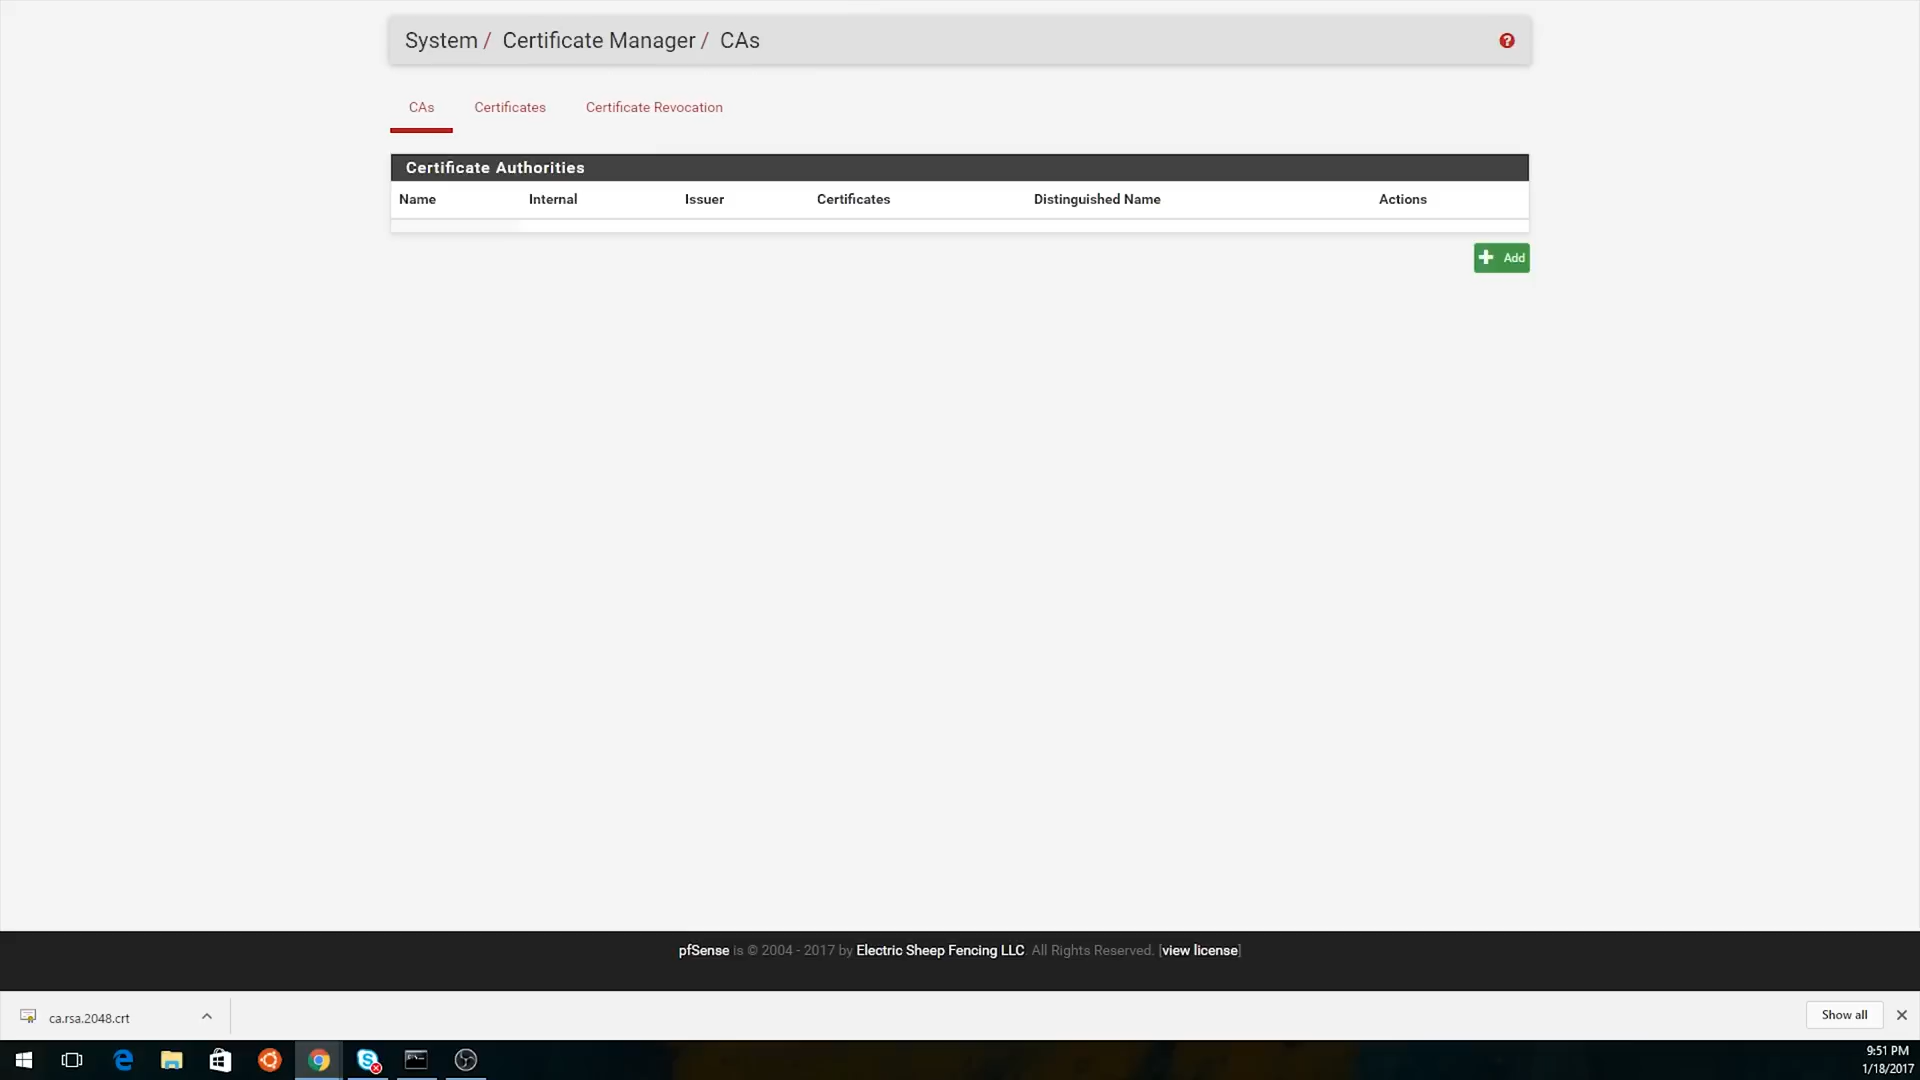 System / Certificate Manager / CAs
CAs Certificates Certificate Revocation
Certificate Authorities
Name Internal Issuer Certificates Distinguished Name Actions
Add
pfSense is © 2004 - 2017 by Electric Sheep Fencing LLC. All Rights Reserved. [view license]
ca.rsa.2048.crt
Show all
9:51 PM
1/18/2017